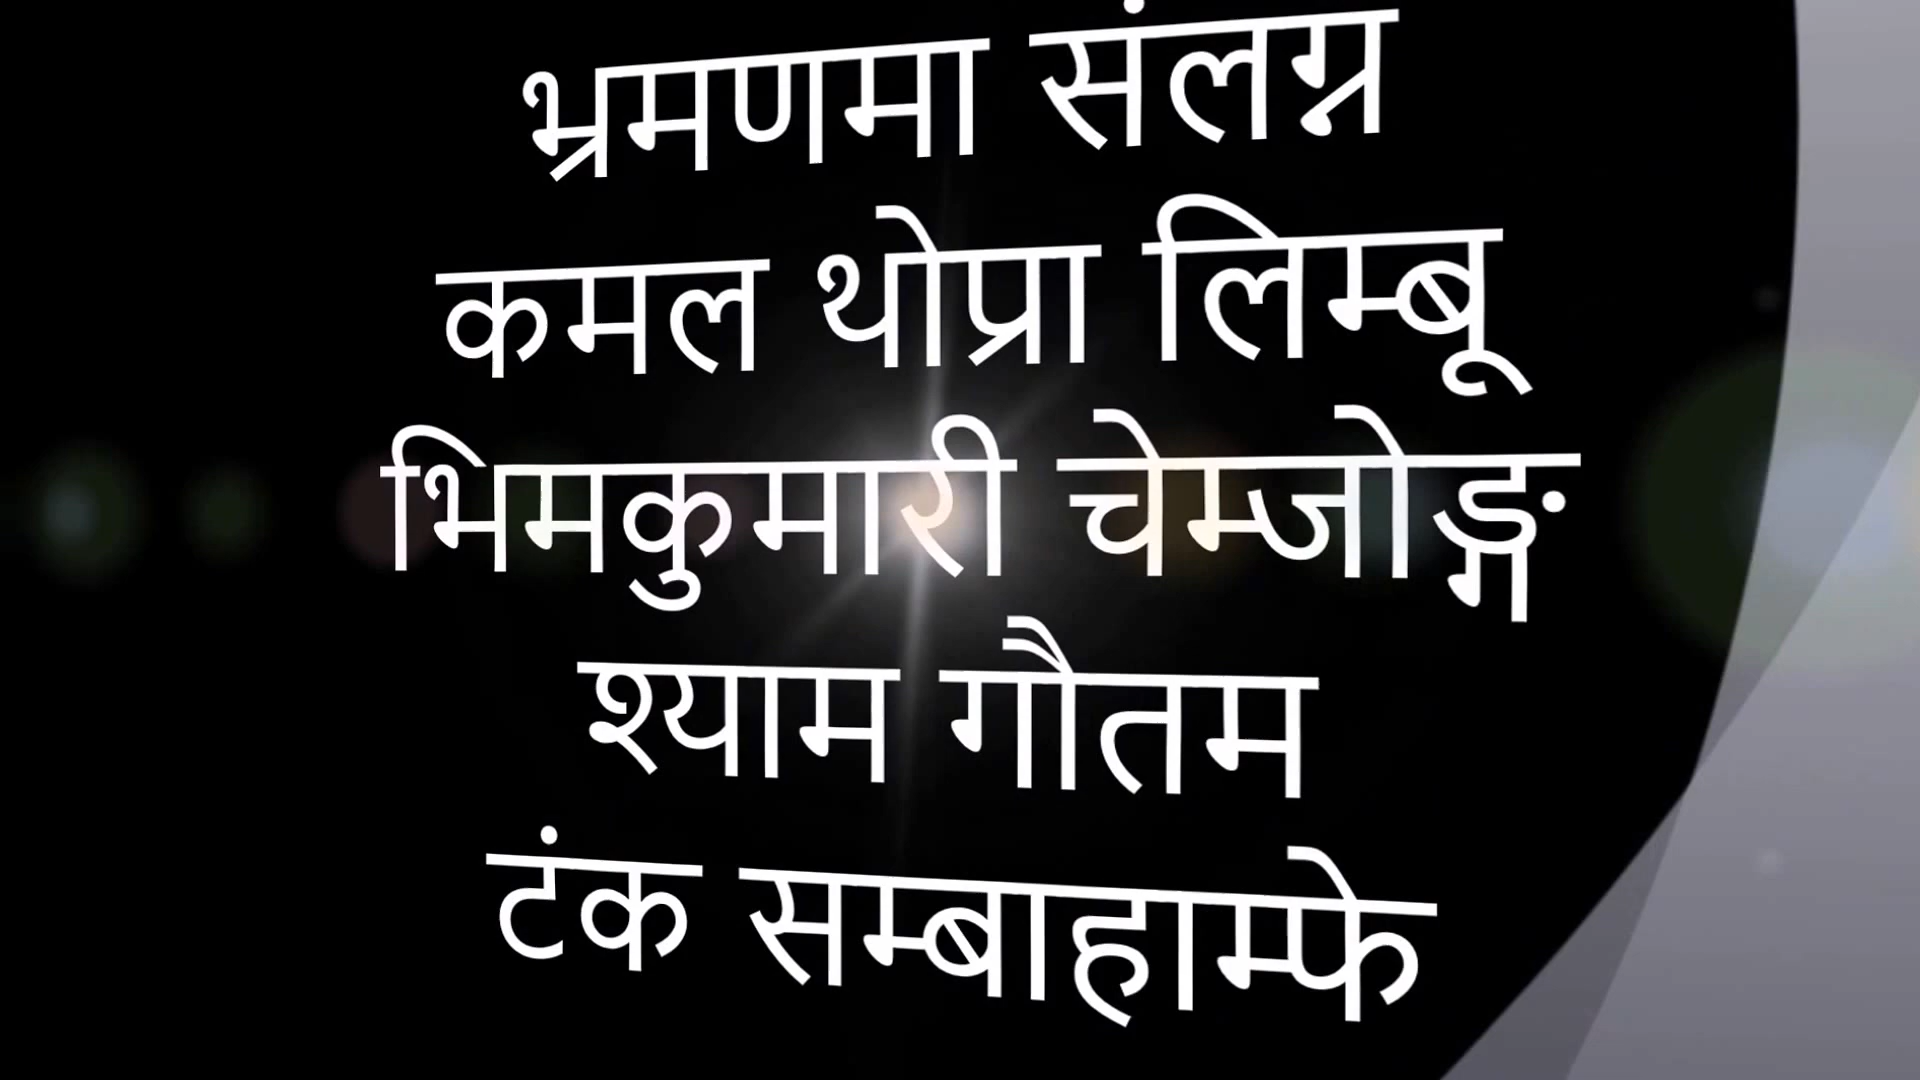 भ्रमणमा संलग्न
कमल थोप्रा लिम्बू
भिमकुमारी चेम्जोङ्ग
श्याम गौतम
टंक सम्बाहाम्फे